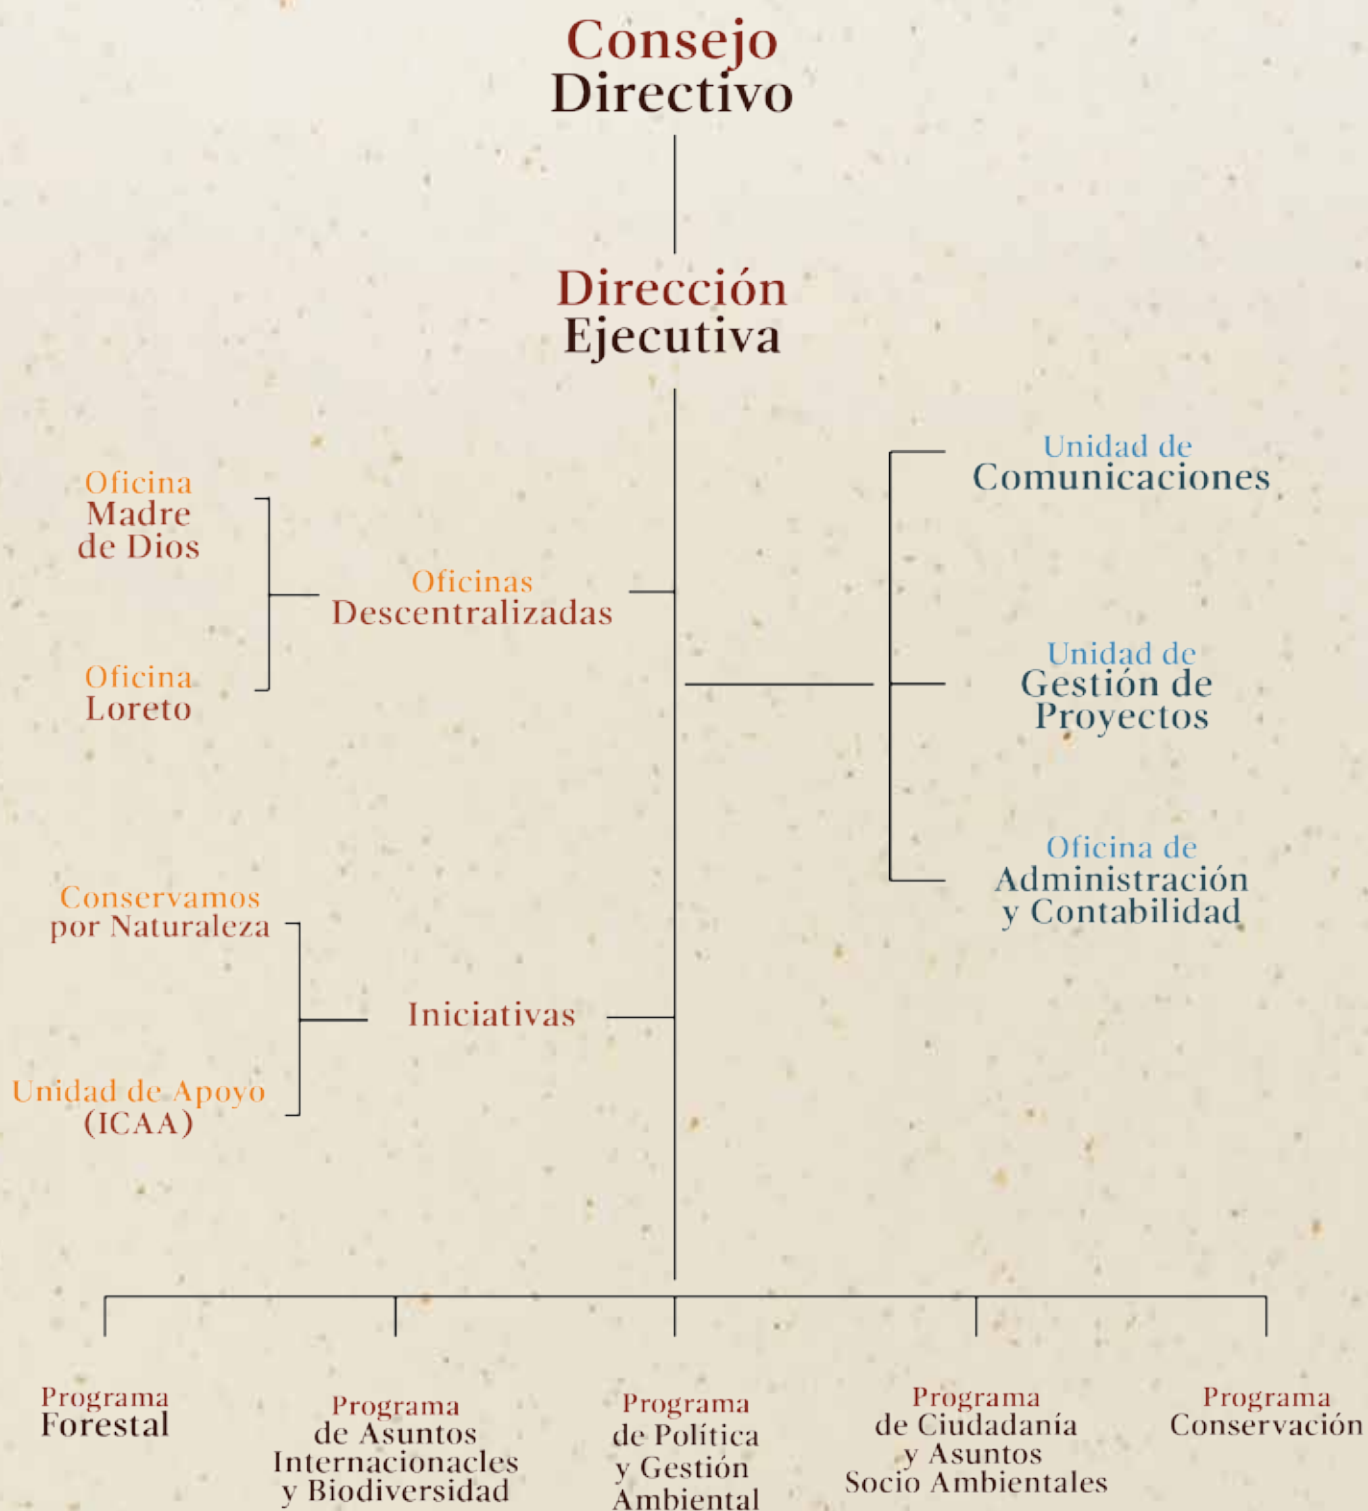 Consejo
Directivo
Dirección
Ejecutiva
Oficina
Madre
de Dios
Oficina
Loreto
Oficinas
Descentralizadas
Unidad de
Comunicaciones
Unidad de
Gestión de
Proyectos
Oficina de
Administración
y Contabilidad
Conservamos
por Naturaleza
Unidad de Apoyo
(ICAA)
Iniciativas
Programa
Forestal
Programa
de Asuntos
Internacionacles
y Biodiversidad
Programa
de Política
y Gestión
Ambiental
Programa
de Ciudadanía
y Asuntos
Socio Ambientales
Programa
Conservación